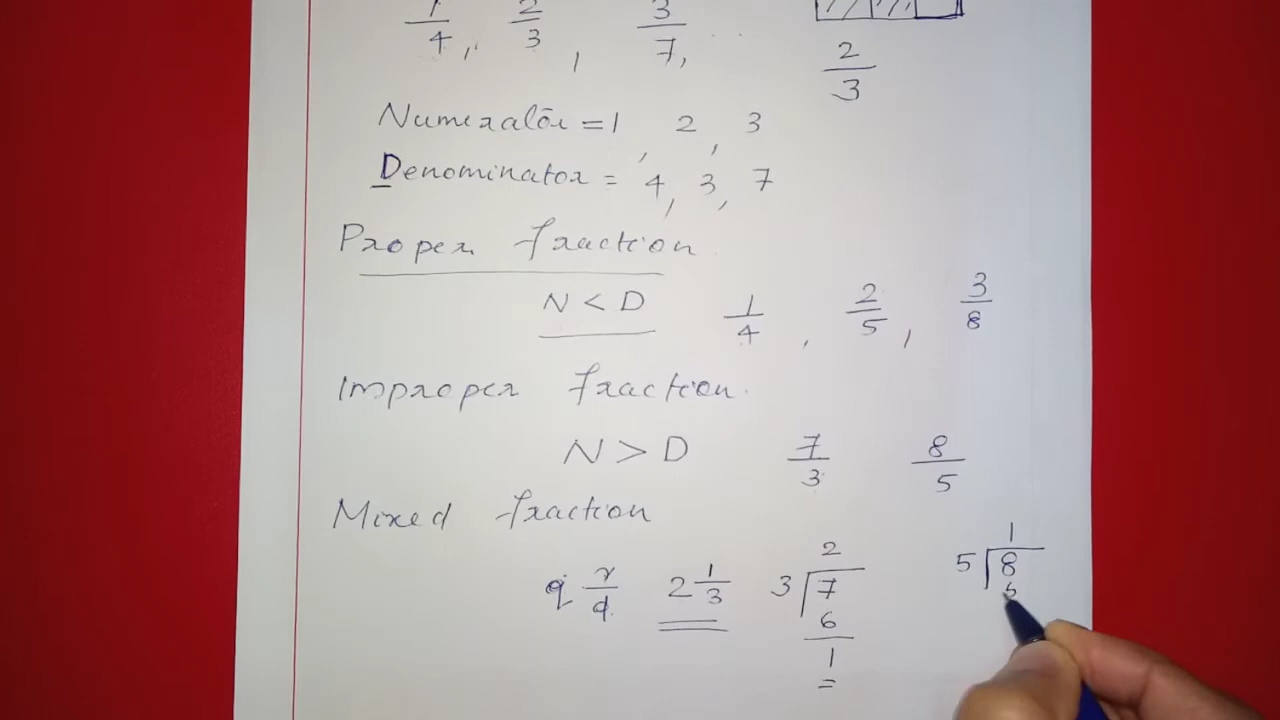 1/4, 2/3, 3/7, ..
2/3
Numerator = 1, 2, 3
Denominator = 4, 3, 7
Proper fraction
N < D 1/4, 2/5, 3/8
Improper fraction.
N > D 7/3 8/5
Mixed fraction
q r/d 2 1/3
2
3 7
6
1
=
1
5 8
5